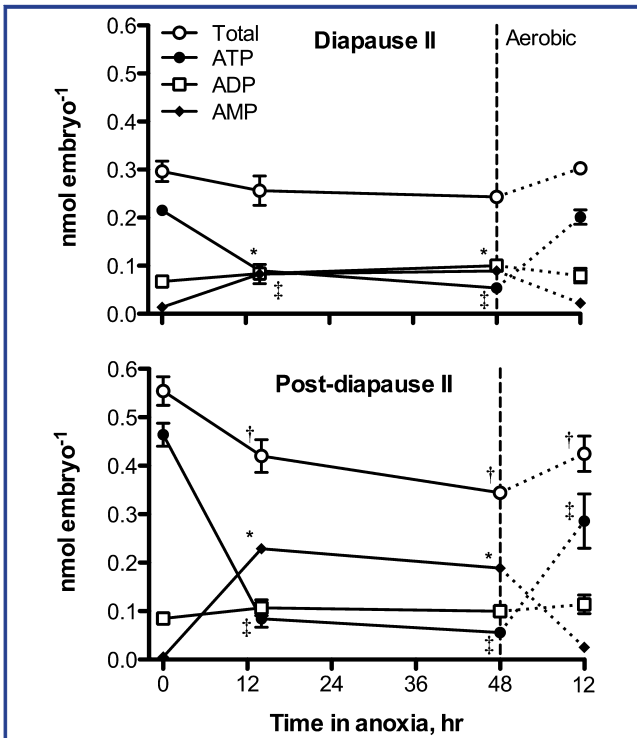 Total
ATP
ADP
AMP
Diapause II
Aerobic
nmol embryo-1
0.6
0.5
0.4
0.3
0.2
0.1
0.0
*
‡
*
‡
Post-diapause II
nmol embryo-1
0.6
0.5
0.4
0.3
0.2
0.1
0.0
†
*
‡
†
*
‡
†
‡
0 12 24 36 48 12
Time in anoxia, hr